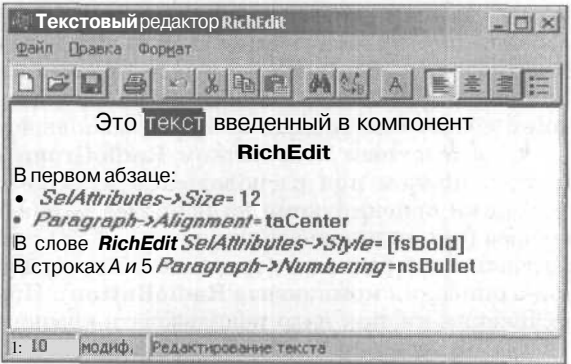 Текстовый редактор RichEdit
Файл Правка Формат
Это текст введенный в компонент
RichEdit
В первом абзаце:
• SelAttributes->Size= 12
• Paragraph->Alignment=taCenter
В слове RichEdit SelAttributes->Style= [fsBold]
В строках А и 5 Paragraph->Numbering=nsBullet
1: 10 модиф. Редактирование текста